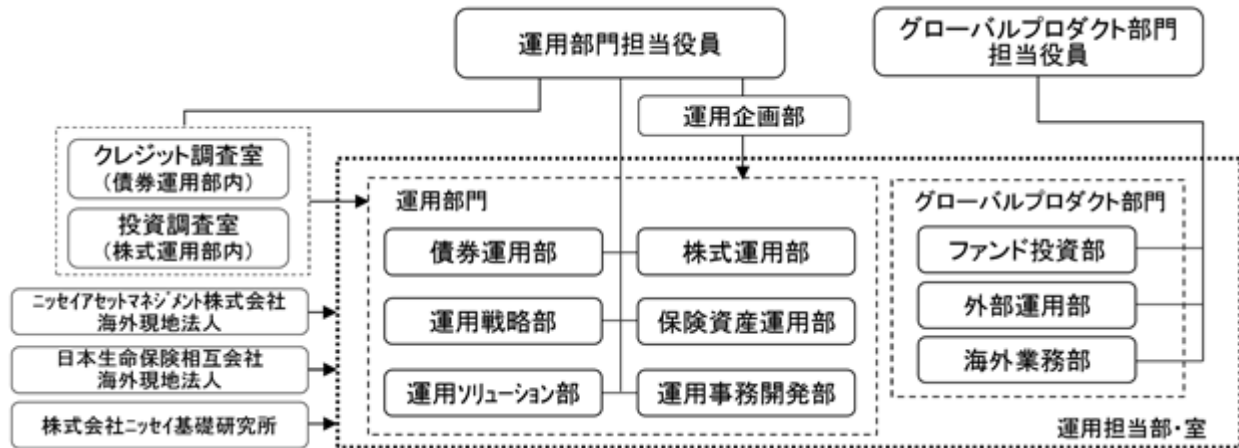 運用部門担当役員
グローバルプロダクト部門
担当役員
運用企画部
クレジット調査室
(債券運用部内)
投資調査室
(株式運用部内)
ニッセイアセットマネジメント株式会社
海外現地法人
日本生命保険相互会社
海外現地法人
株式会社ニッセイ基礎研究所
運用部門
債券運用部
株式運用部
運用戦略部
保険資産運用部
運用ソリューション部
運用事務開発部
グローバルプロダクト部門
ファンド投資部
外部運用部
海外業務部
運用担当部・室